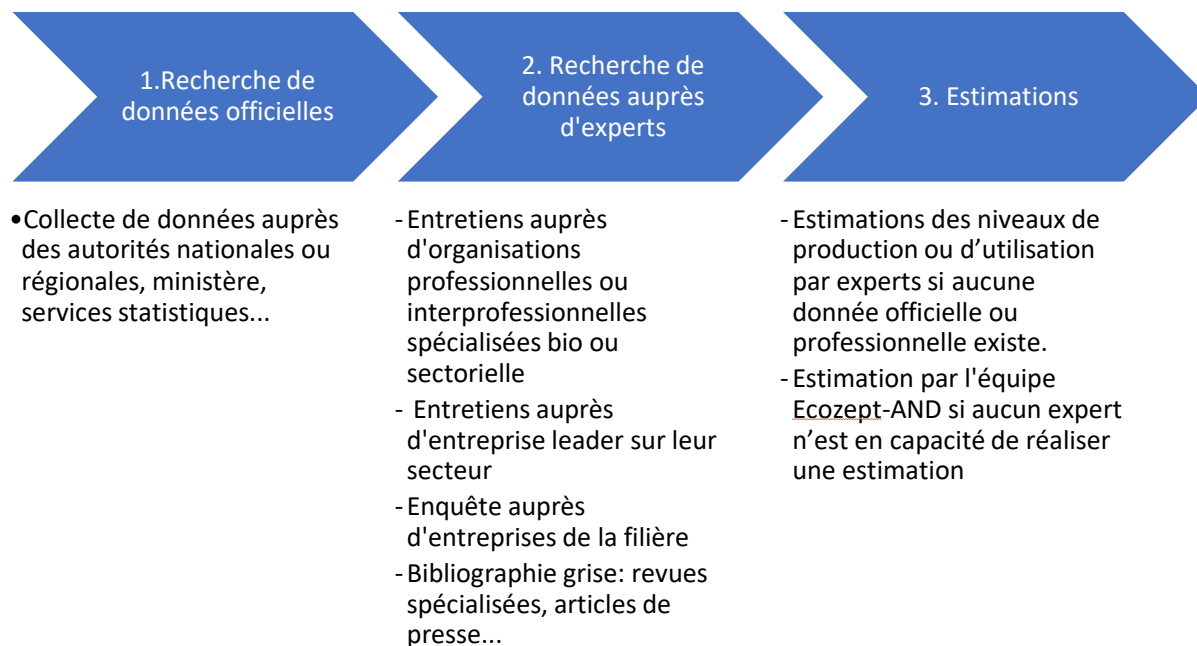 1.Recherche de
données officielles
2. Recherche de
données auprès
d'experts
3. Estimations
•Collecte de données auprès
des autorités nationales ou
régionales, ministère,
services statistiques...
- Entretiens auprès
d'organisations
professionnelles ou
interprofessionnelles
spécialisées bio ou
sectorielle
- Entretiens auprès
d'entreprise leader sur leur
secteur
- Enquête auprès
d'entreprises de la filière
- Bibliographie grise: revues
spécialisées, articles de
presse...
- Estimations des niveaux de
production ou d’utilisation
par experts si aucune
donnée officielle ou
professionnelle existe.
- Estimation par l'équipe
Ecozept-AND si aucun expert
n’est en capacité de réaliser
une estimation